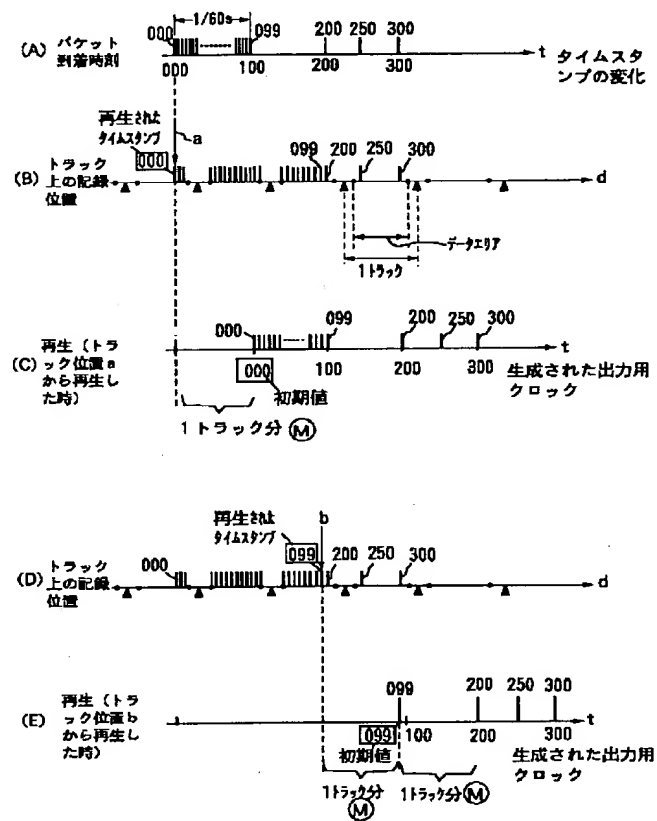 1/60s
000
099
200
250
300
(A)
パケット
到着時刻
000
100
200
300
t
タイムスタ
ンプの変化
再生された
タイムスタンプ
000
a
(B)
トラック
上の記録
位置
099
200
250
300
d
データエリア
1トラック
(C)
再生(トラ
ック位置a
から再生し
た時)
000
099
200
250
300
t
000
初期値
100
200
300
生成された出力用
クロック
1トラック分 Ⓜ
再生された
タイムスタンプ
b
099
(D)
トラック
上の記録
位置
000
200
250
300
d
(E)
再生(トラ
ック位置b
から再生し
た時)
099
200
250
300
t
099
初期値
100
200
300
生成された出力用
クロック
1トラック分
Ⓜ
1トラック分 Ⓜ